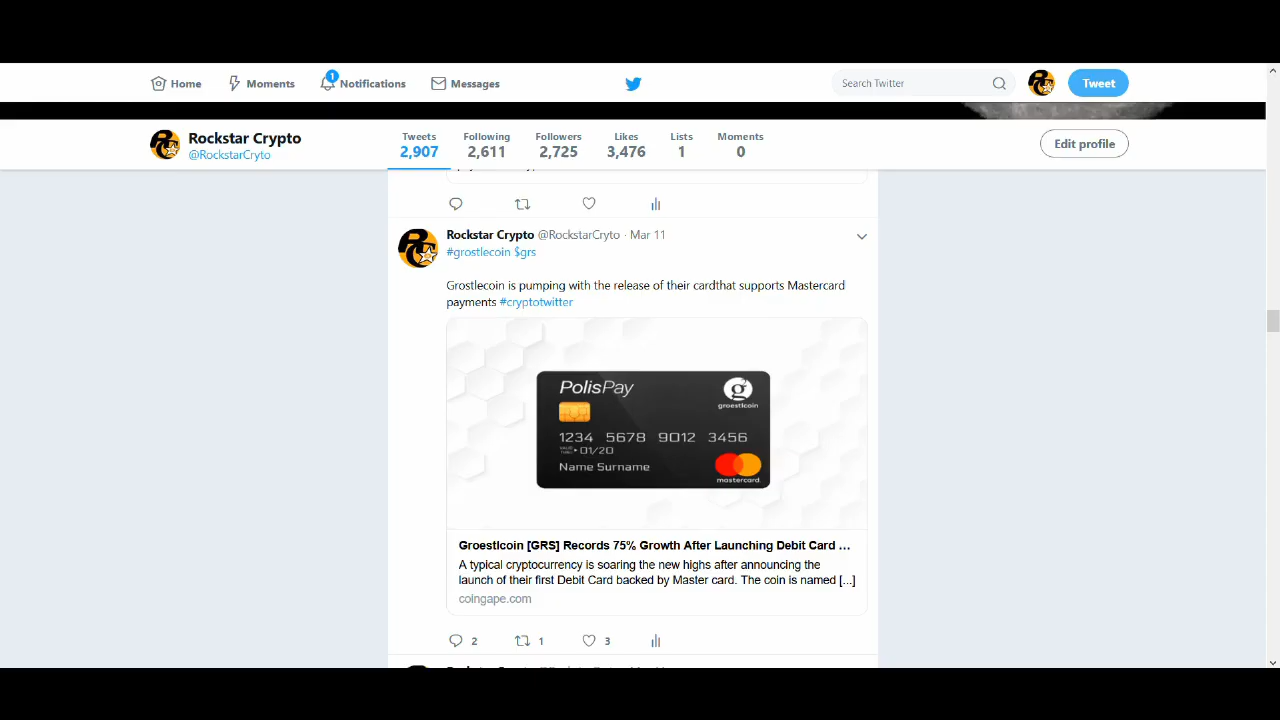 Home
Moments
1
Notifications
Messages
Search Twitter
Tweet
Rockstar Crypto
@RockstarCryto
Tweets
2,907
Following
2,611
Followers
2,725
Likes
3,476
Lists
1
Moments
0
Edit profile
Rockstar Crypto @RockstarCryto · Mar 11
#grostlecoin $grs
Grostlecoin is pumping with the release of their cardthat supports Mastercard
payments #cryptotwitter
PolisPay
groestlcoin
1234 5678 9012 3456
01/20
Name Surname
mastercard.
Groestlcoin [GRS] Records 75% Growth After Launching Debit Card ...
A typical cryptocurrency is soaring the new highs after announcing the
launch of their first Debit Card backed by Master card. The coin is named [...]
coingape.com
2
1
3